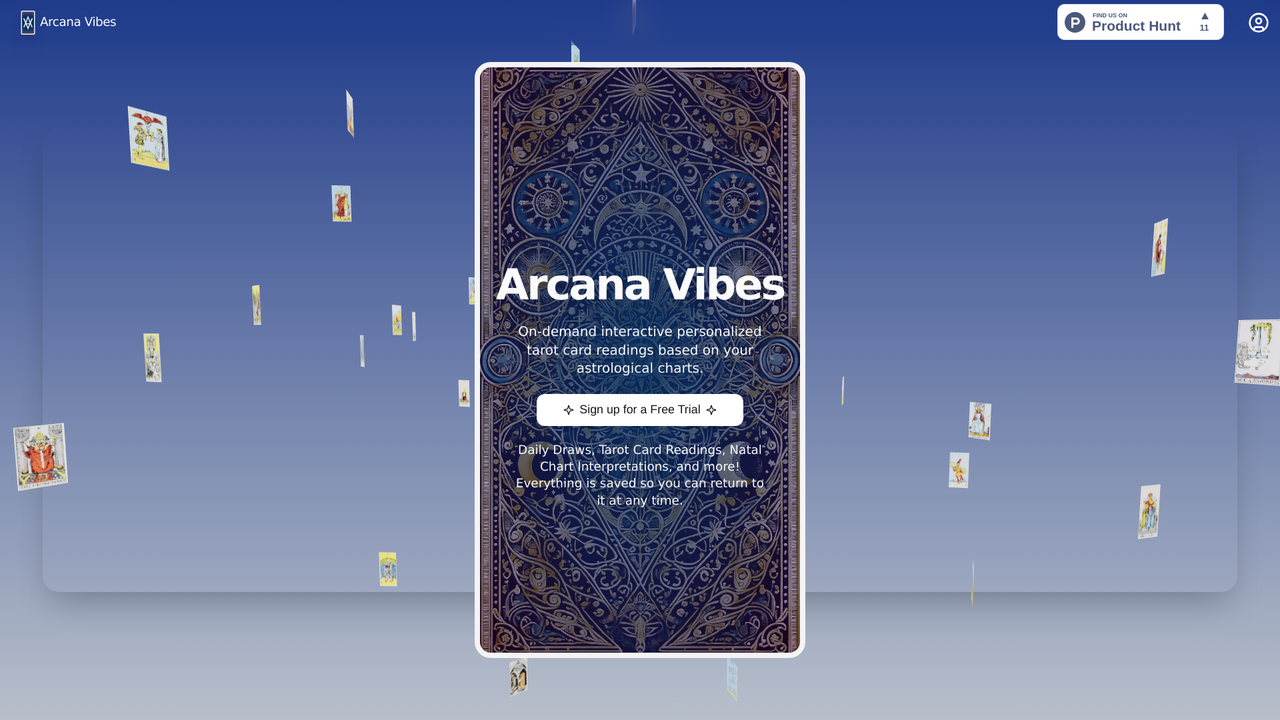 Arcana Vibes
FIND US ON
Product Hunt
▲
11
Arcana Vibes
On-demand interactive personalized
tarot card readings based on your
astrological charts.
Sign up for a Free Trial
Daily Draws, Tarot Card Readings, Natal
Chart Interpretations, and more!
Everything is saved so you can return to
it at any time.